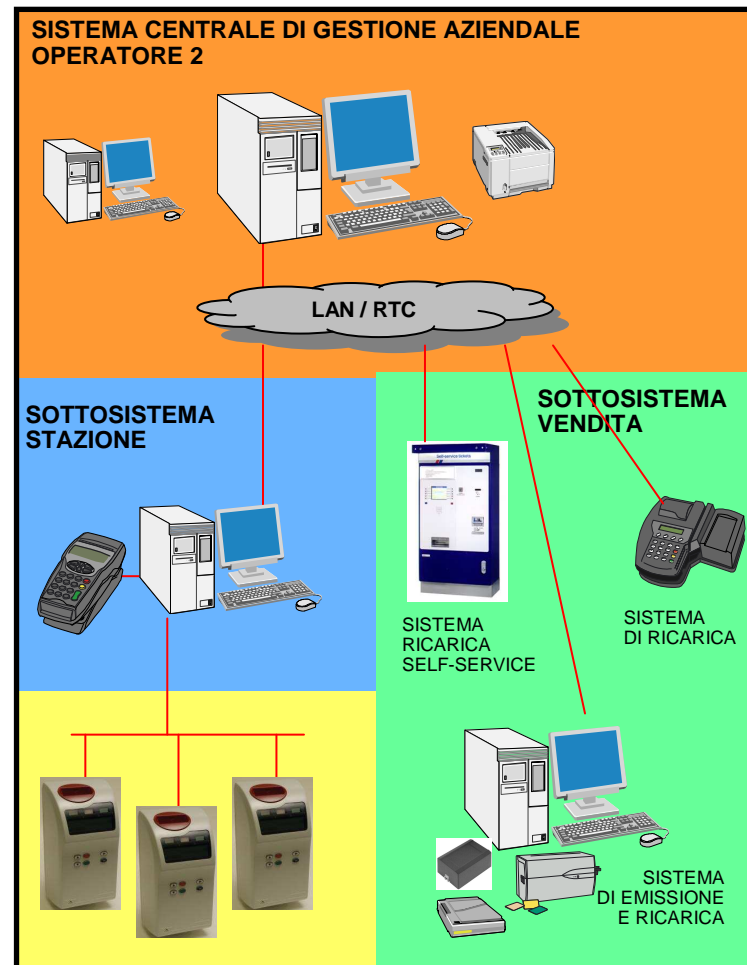 SISTEMA CENTRALE DI GESTIONE AZIENDALE
OPERATORE 2
LAN / RTC
SOTTOSISTEMA
STAZIONE
SOTTOSISTEMA
VENDITA
SISTEMA
RICARICA
SELF-SERVICE
SISTEMA
DI RICARICA
SISTEMA
DI EMISSIONE
E RICARICA